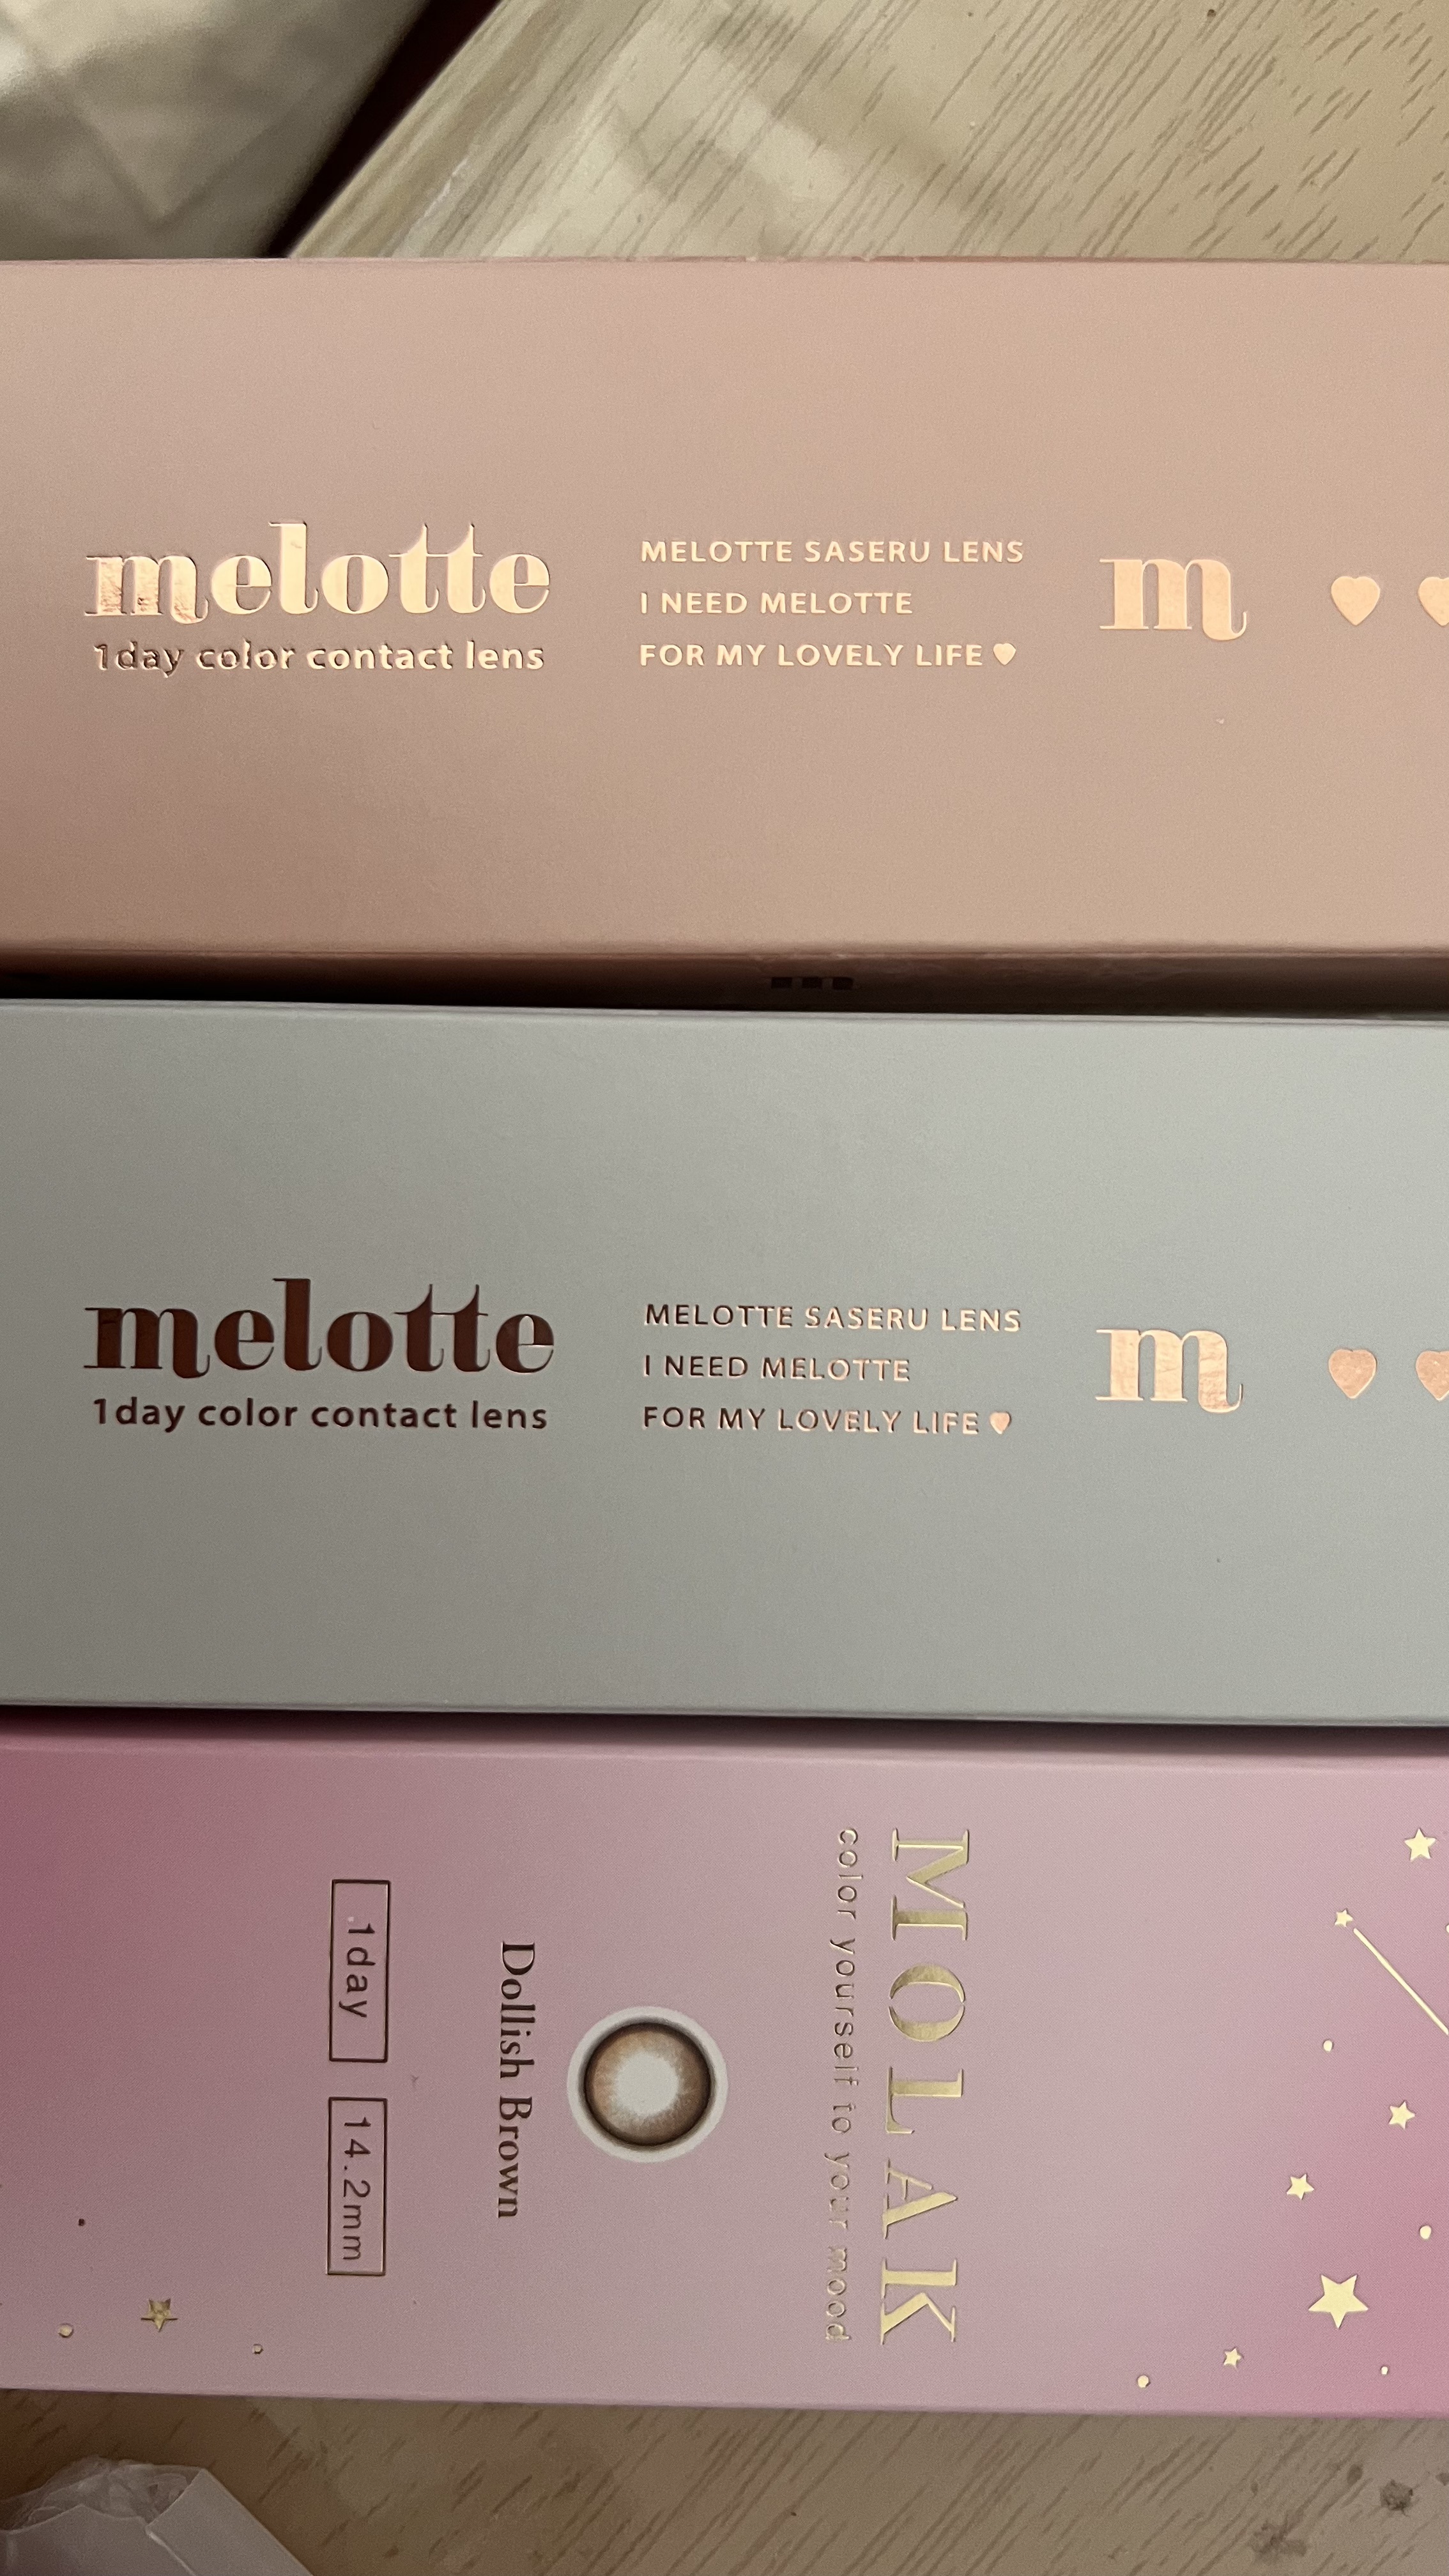 melotte
1day color contact lens
MELOTTE SASERU LENS
I NEED MELOTTE
FOR MY LOVELY LIFE
m
melotte
1day color contact lens
MELOTTE SASERU LENS
I NEED MELOTTE
FOR MY LOVELY LIFE
m
MOLAK
color yourself to your mood
Dollish Brown
1day
14.2mm